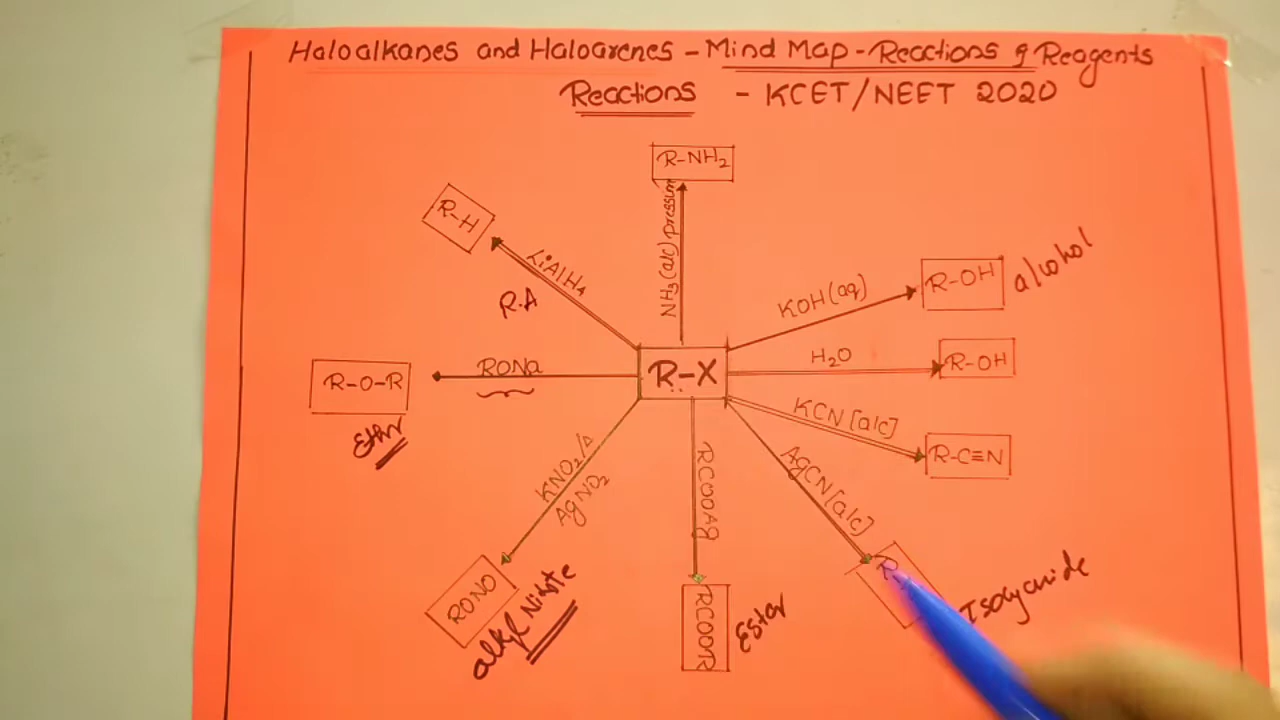 Haloalkanes and Haloarenes - Mind Map - Reactions & Reagents
Reactions - KCET/NEET 2020
R-NH₂
NH₃(alc) pressure
R-H
LiAlH₄
R.A
KOH(aq)
R-OH
alcohol
H₂O
R-OH
R-X
RONa
R-O-R
Ether
KCN [alc]
R-C≡N
AgCN[alc]
Isocyanide
KNO₂/Δ
AgNO₂
RONO
alkyl Nitrite
RCOOAg
RCOOR
Ester